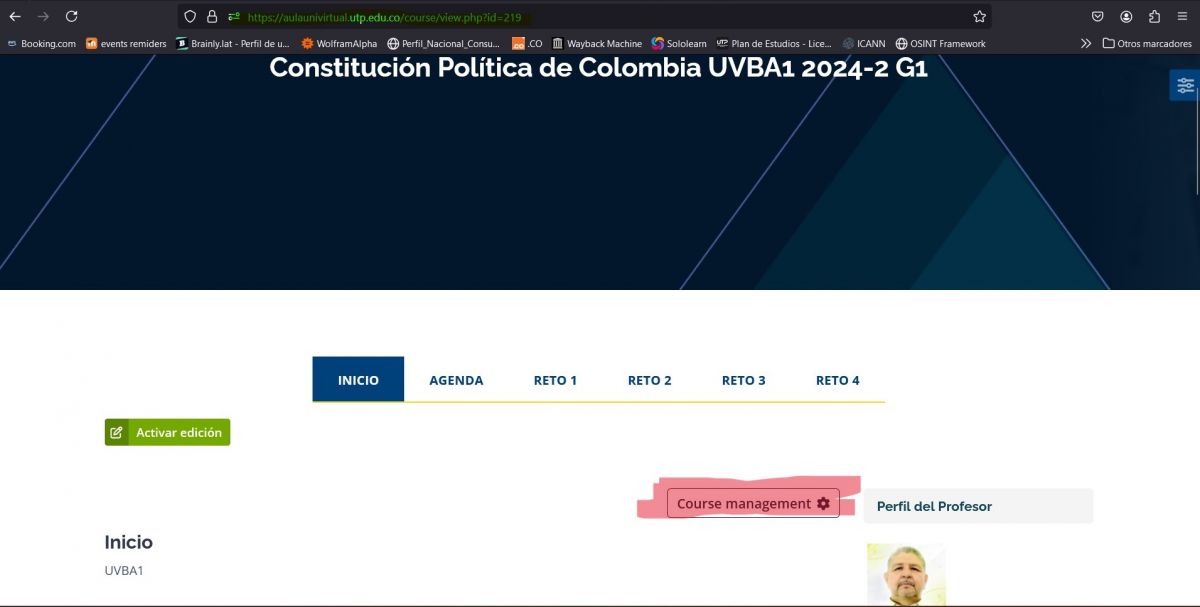 https://aulaunivirtual.utp.edu.co/course/view.php?id=219
Booking.com events remiders Brainly.lat - Perfil de u... WolframAlpha Perfil_Nacional_Consu... .CO Wayback Machine Sololearn Plan de Estudios - Lice... ICANN OSINT Framework Otros marcadores
Constitución Política de Colombia UVBA1 2024-2 G1
INICIO AGENDA RETO 1 RETO 2 RETO 3 RETO 4
Activar edición
Course management
Perfil del Profesor
Inicio
UVBA1